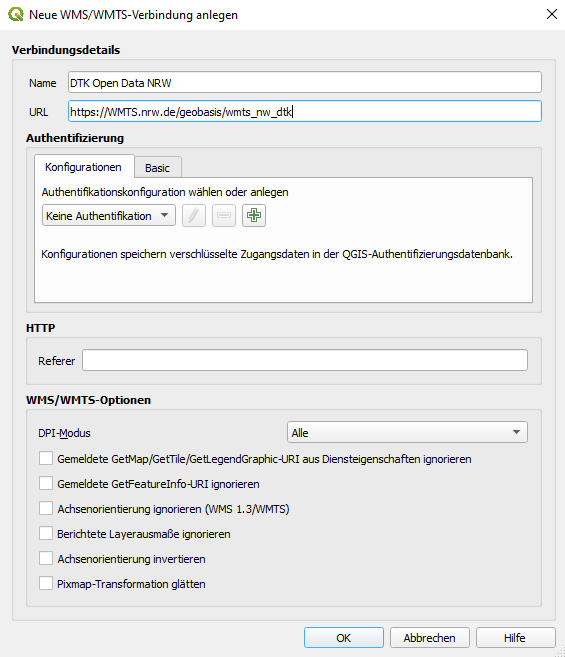 Neue WMS/WMTS-Verbindung anlegen
Verbindungsdetails
Name DTK Open Data NRW
URL https://WMTS.nrw.de/geobasis/wmts_nw_dtk
Authentifizierung
Konfigurationen Basic
Authentifikationskonfiguration wählen oder anlegen
Keine Authentifikation
Konfigurationen speichern verschlüsselte Zugangsdaten in der QGIS-Authentifizierungsdatenbank.
HTTP
Referer
WMS/WMTS-Optionen
DPI-Modus Alle
Gemeldete GetMap/GetTile/GetLegendGraphic-URI aus Diensteigenschaften ignorieren
Gemeldete GetFeatureInfo-URI ignorieren
Achsenorientierung ignorieren (WMS 1.3/WMTS)
Berichtete Layerausmaße ignorieren
Achsenorientierung invertieren
Pixmap-Transformation glätten
OK Abbrechen Hilfe